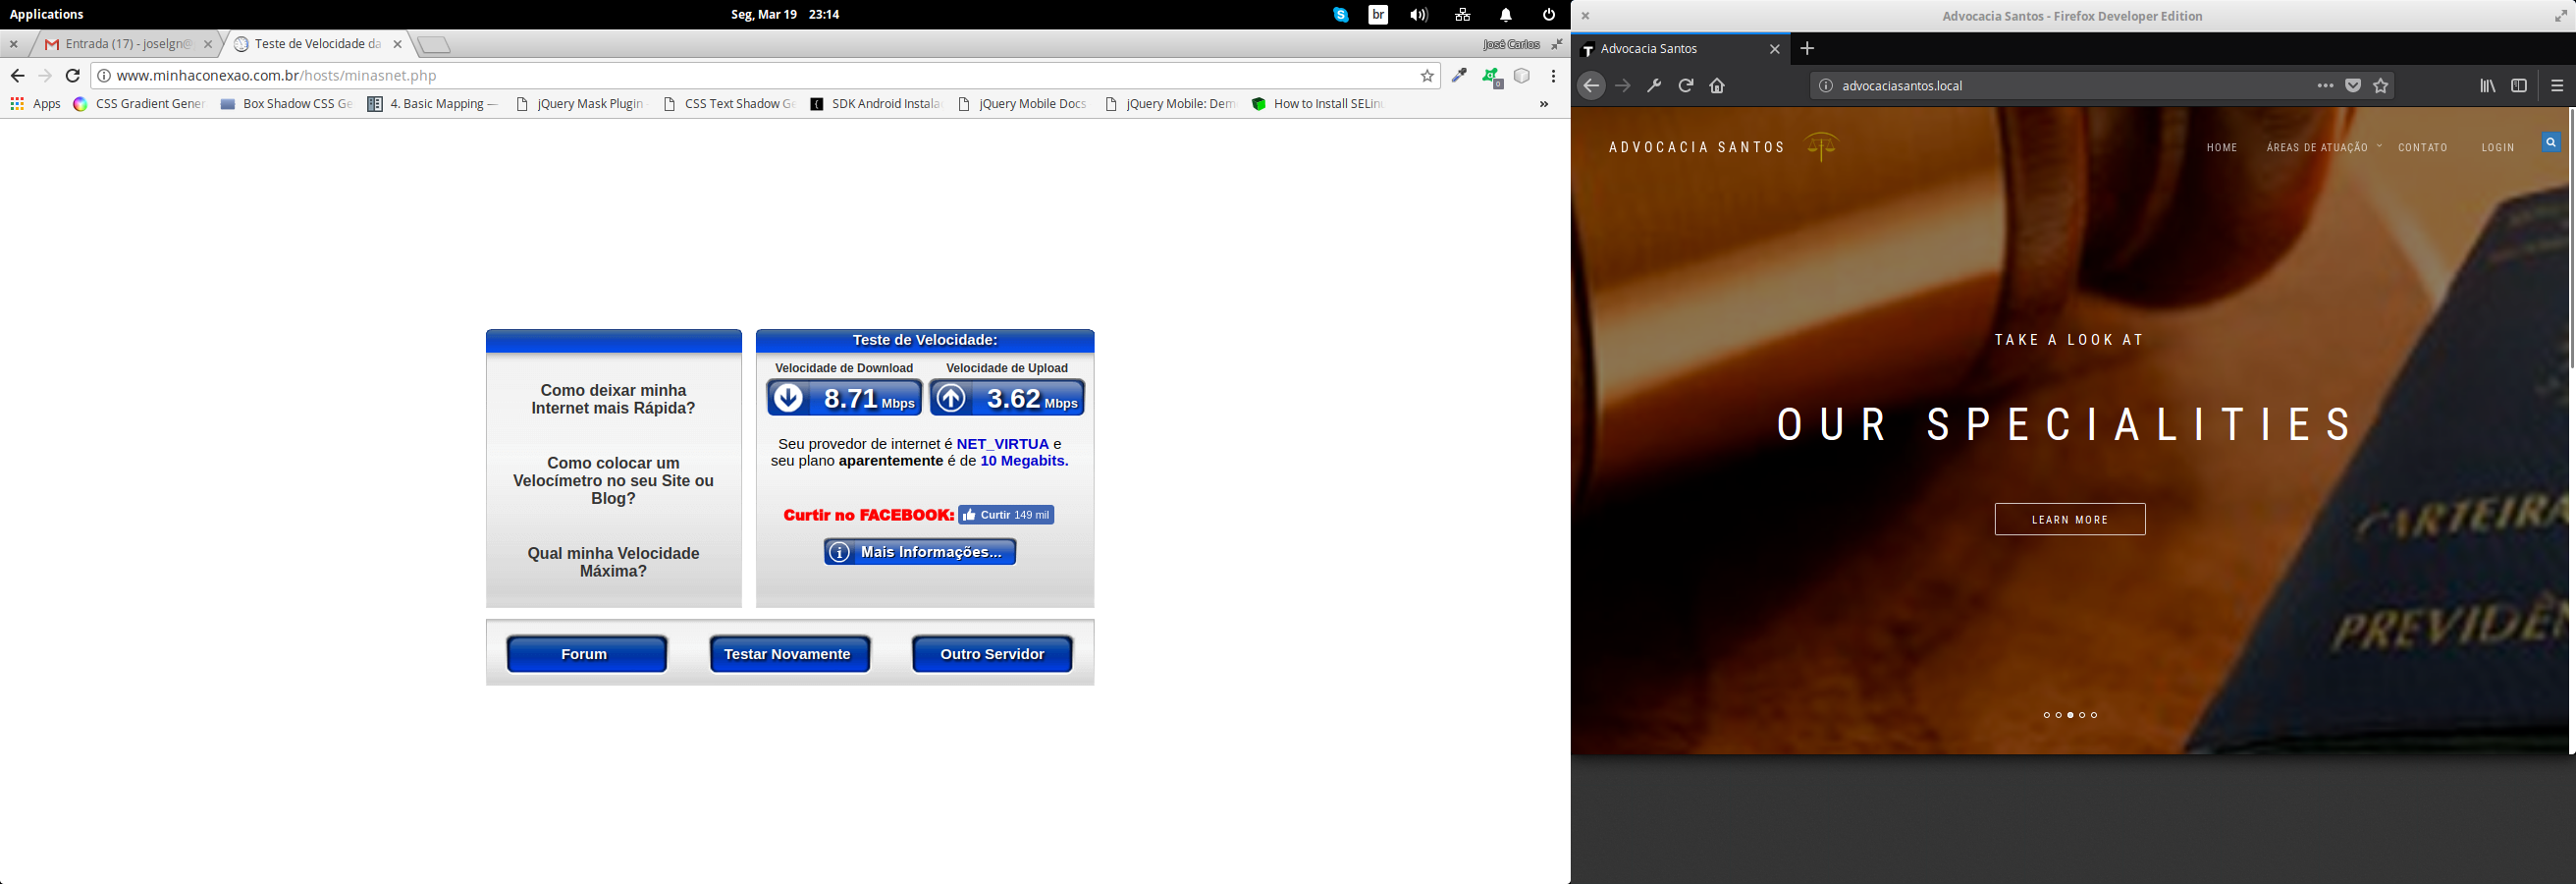 Applications
Seg, Mar 19 23:14
br
Entrada (17) - joselgn@
Teste de Velocidade da
José Carlos
www.minhaconexao.com.br/hosts/minasnet.php
Apps
CSS Gradient Gener
Box Shadow CSS Ge
4. Basic Mapping —
jQuery Mask Plugin
CSS Text Shadow Ge
SDK Android Instala
jQuery Mobile Docs
jQuery Mobile: Dem
How to Install SELin
»
Como deixar minha
Internet mais Rápida?
Como colocar um
Velocímetro no seu Site ou
Blog?
Qual minha Velocidade
Máxima?
Teste de Velocidade:
Velocidade de Download
Velocidade de Upload
8.71 Mbps
3.62 Mbps
Seu provedor de internet é NET_VIRTUA e
seu plano aparentemente é de 10 Megabits.
Curtir no FACEBOOK:
Curtir 149 mil
Mais Informações...
Forum
Testar Novamente
Outro Servidor
Advocacia Santos - Firefox Developer Edition
Advocacia Santos
advocaciasantos.local
ADVOCACIA SANTOS
HOME
ÁREAS DE ATUAÇÃO
CONTATO
LOGIN
TAKE A LOOK AT
OUR SPECIALITIES
LEARN MORE
CARTEIRA
PREVIDÊN